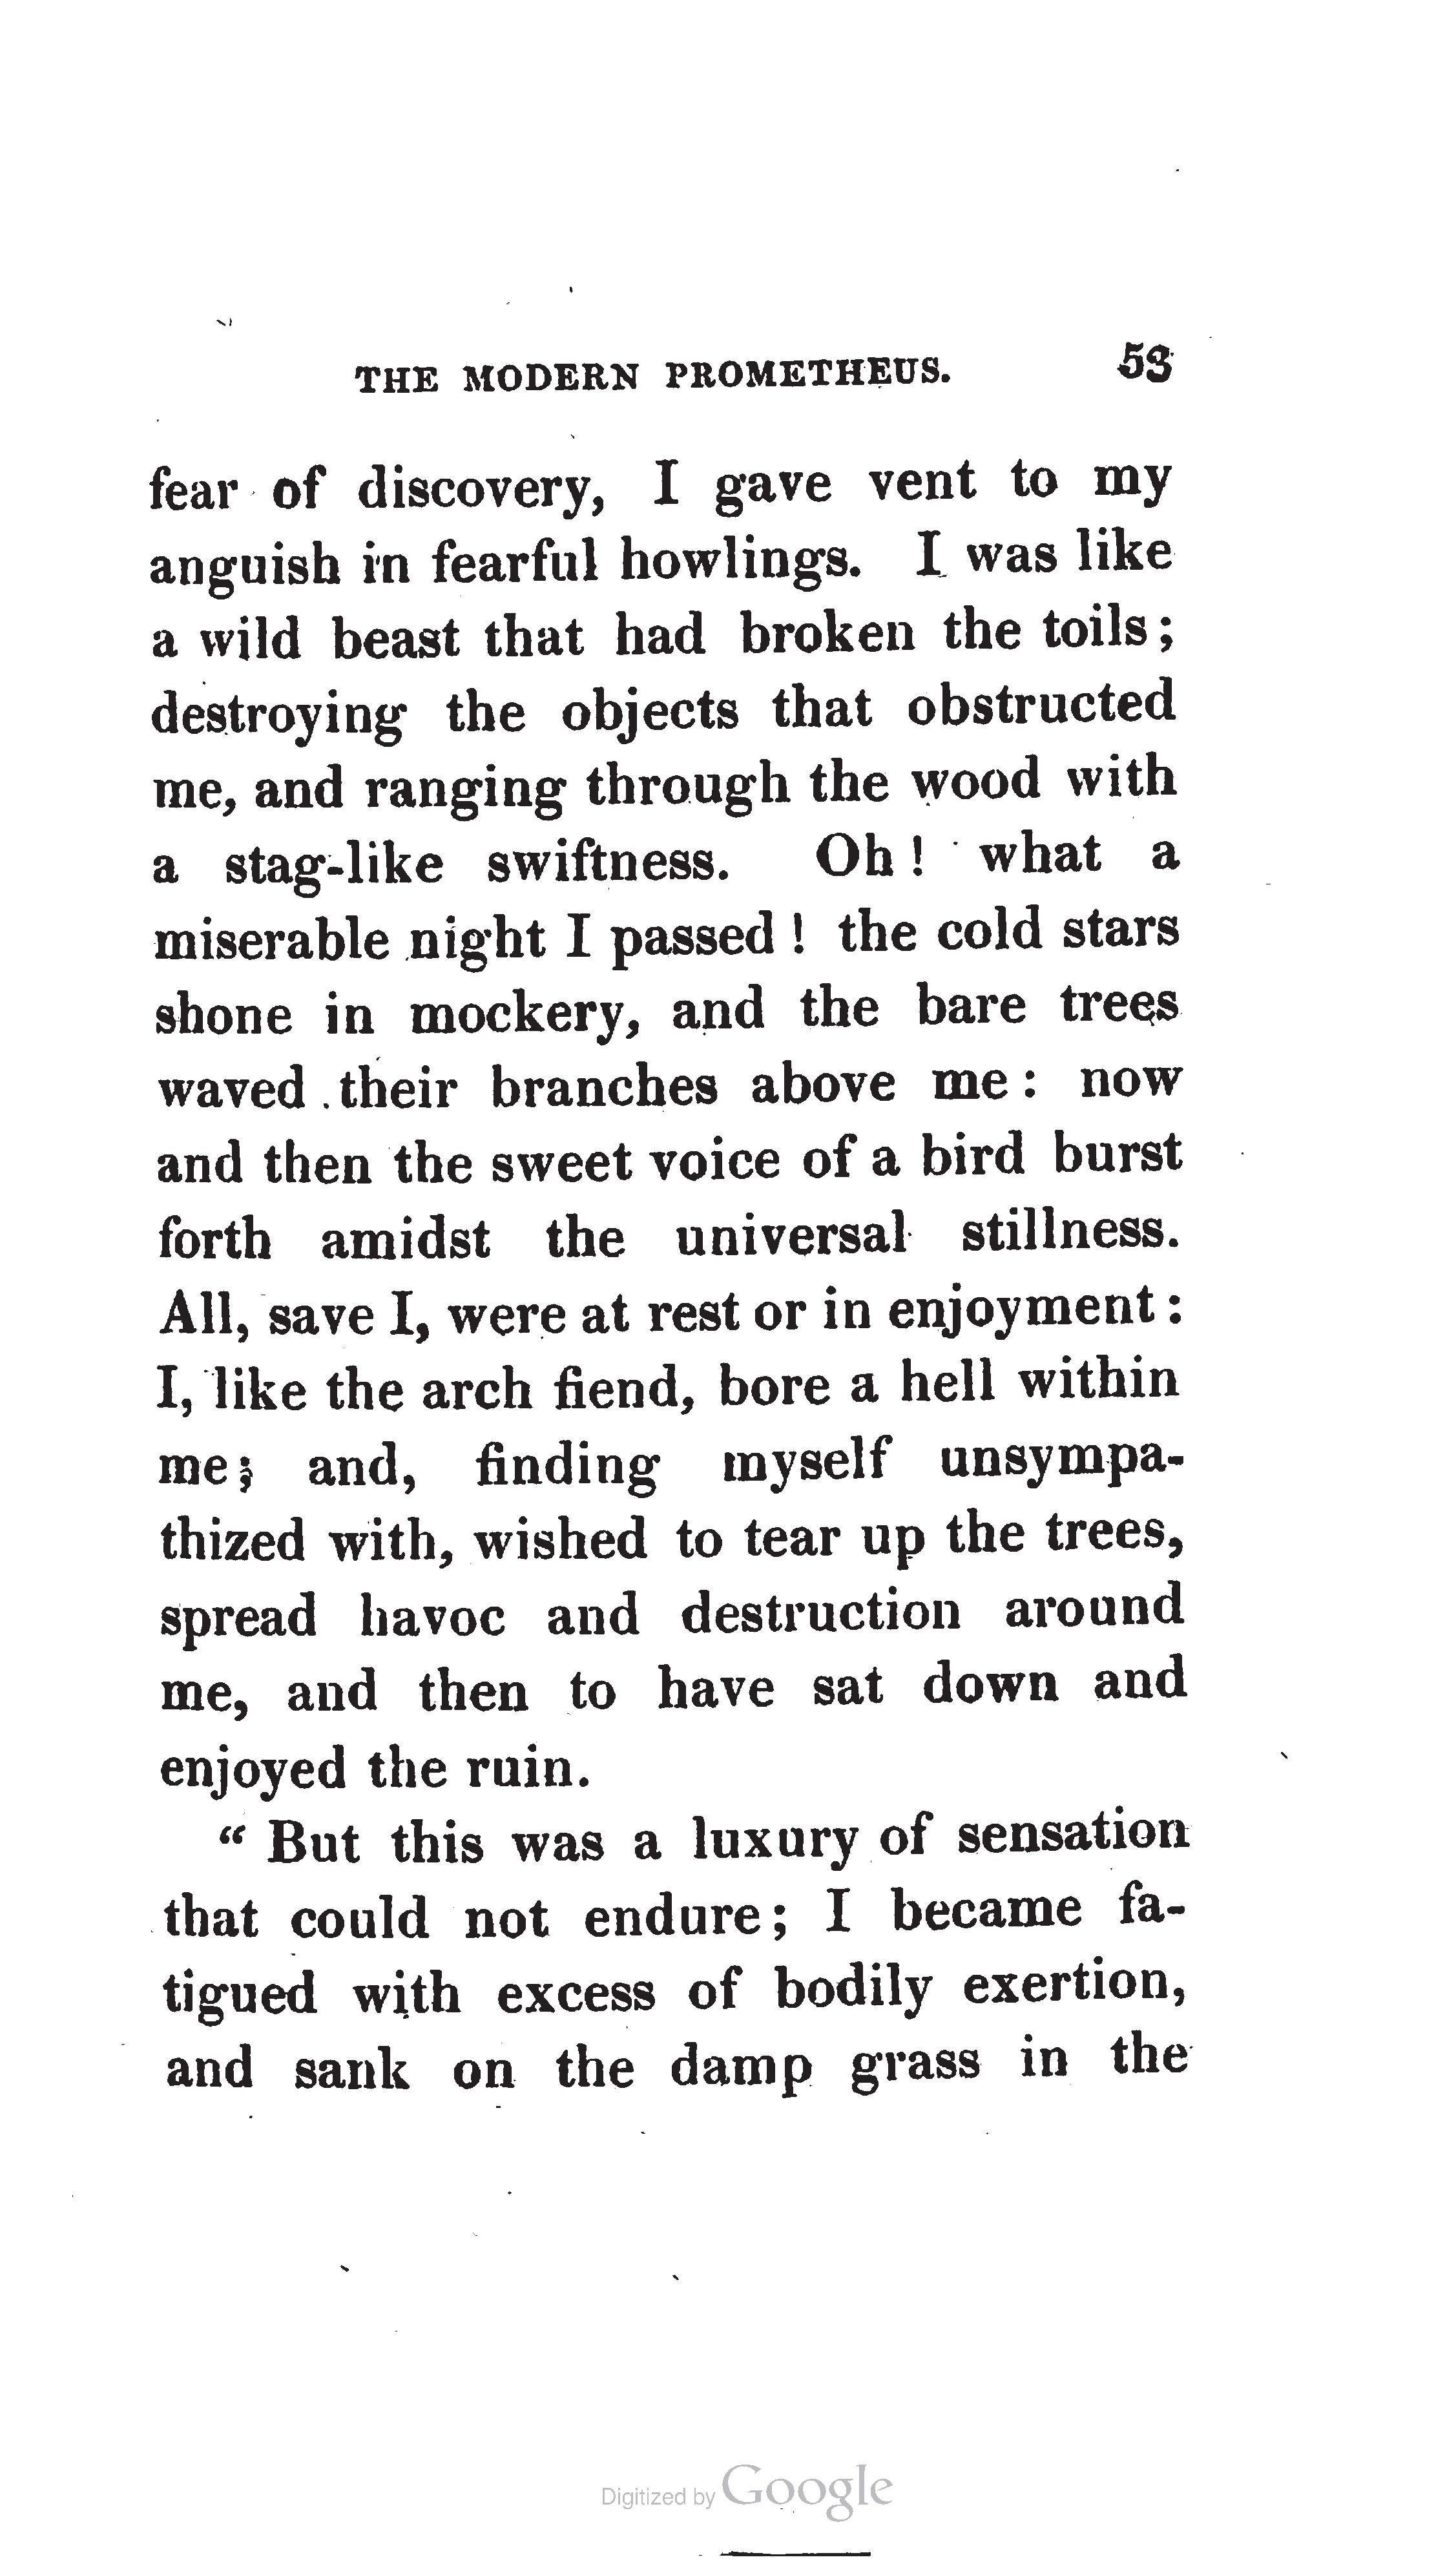 THE MODERN PROMETHEUS. 53
fear of discovery, I gave vent to my
anguish in fearful howlings. I was like
a wild beast that had broken the toils;
destroying the objects that obstructed
me, and ranging through the wood with
a stag-like swiftness. Oh! what a
miserable night I passed! the cold stars
shone in mockery, and the bare trees
waved their branches above me: now
and then the sweet voice of a bird burst
forth amidst the universal stillness.
All, save I, were at rest or in enjoyment:
I, like the arch fiend, bore a hell within
me; and, finding myself unsympa-
thized with, wished to tear up the trees,
spread havoc and destruction around
me, and then to have sat down and
enjoyed the ruin.
“ But this was a luxury of sensation
that could not endure; I became fa-
tigued with excess of bodily exertion,
and sank on the damp grass in the
Digitized by Google